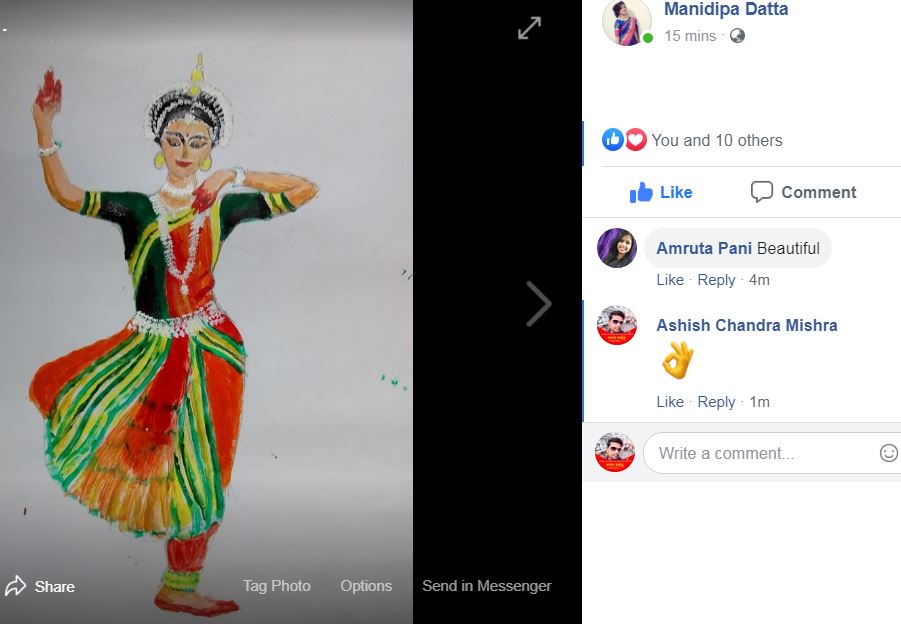 Manidipa Datta
15 mins ·
You and 10 others
Like Comment
Amruta Pani Beautiful
Like · Reply · 4m
Ashish Chandra Mishra
Like · Reply · 1m
Write a comment...
Share Tag Photo Options Send in Messenger